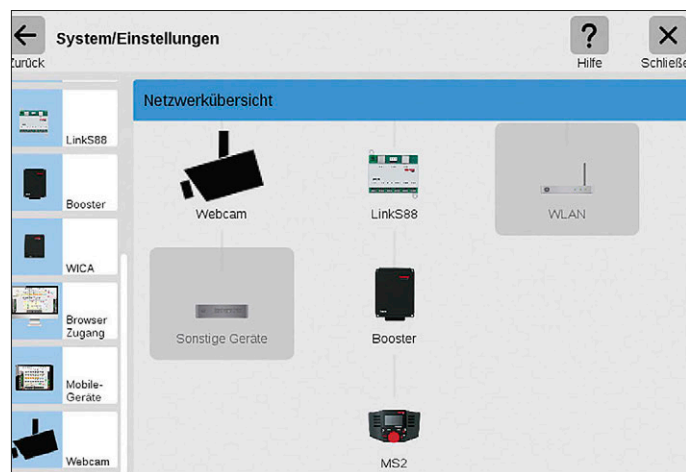 System/Einstellungen
Zurück
Hilfe
Schließe
LinkS88
Booster
WICA
Browser
Zugang
Mobile-
Geräte
Webcam
Netzwerkübersicht
Webcam
LinkS88
WLAN
Sonstige Geräte
Booster
MS2